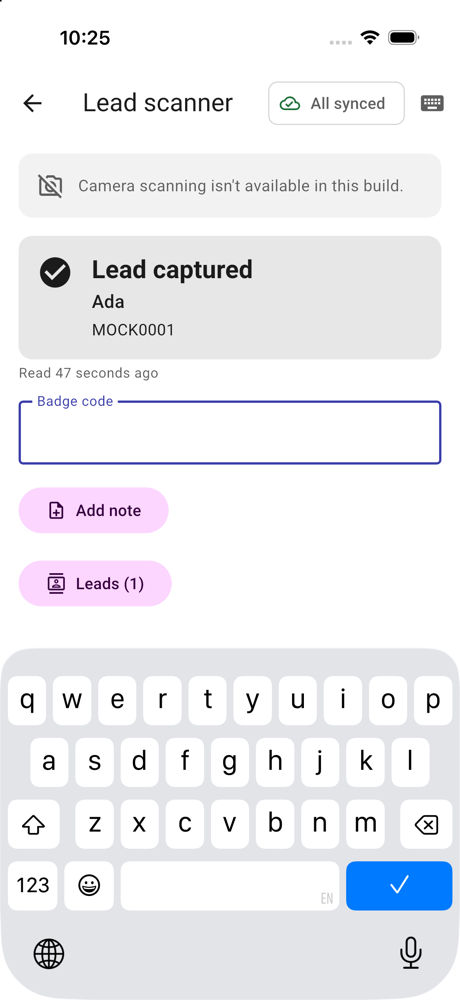 10:25
Lead scanner
All synced
Camera scanning isn't available in this build.
Lead captured
Ada
MOCK0001
Read 47 seconds ago
Badge code
Add note
Leads (1)
q w e r t y u i o p
a s d f g h j k l
z x c v b n m
123
EN